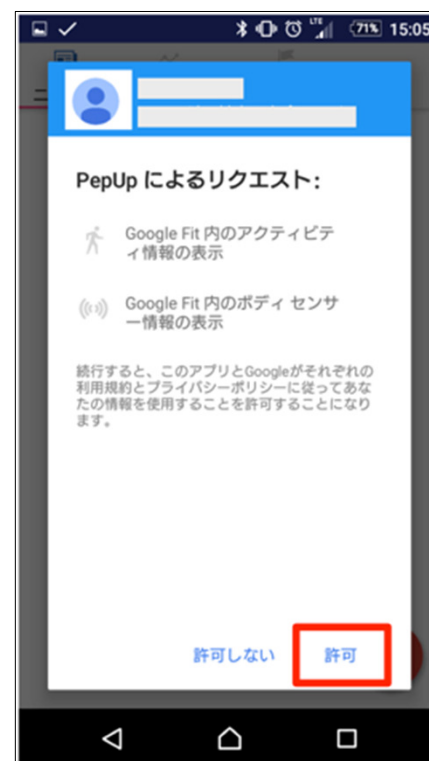 LTE 71% 15:05
PepUp によるリクエスト:
Google Fit 内のアクティビテ
ィ情報の表示
Google Fit 内のボディ センサ
ー情報の表示
続行すると、このアプリとGoogleがそれぞれの
利用規約とプライバシーポリシーに従ってあな
たの情報を使用することを許可することになり
ます。
許可しない 許可